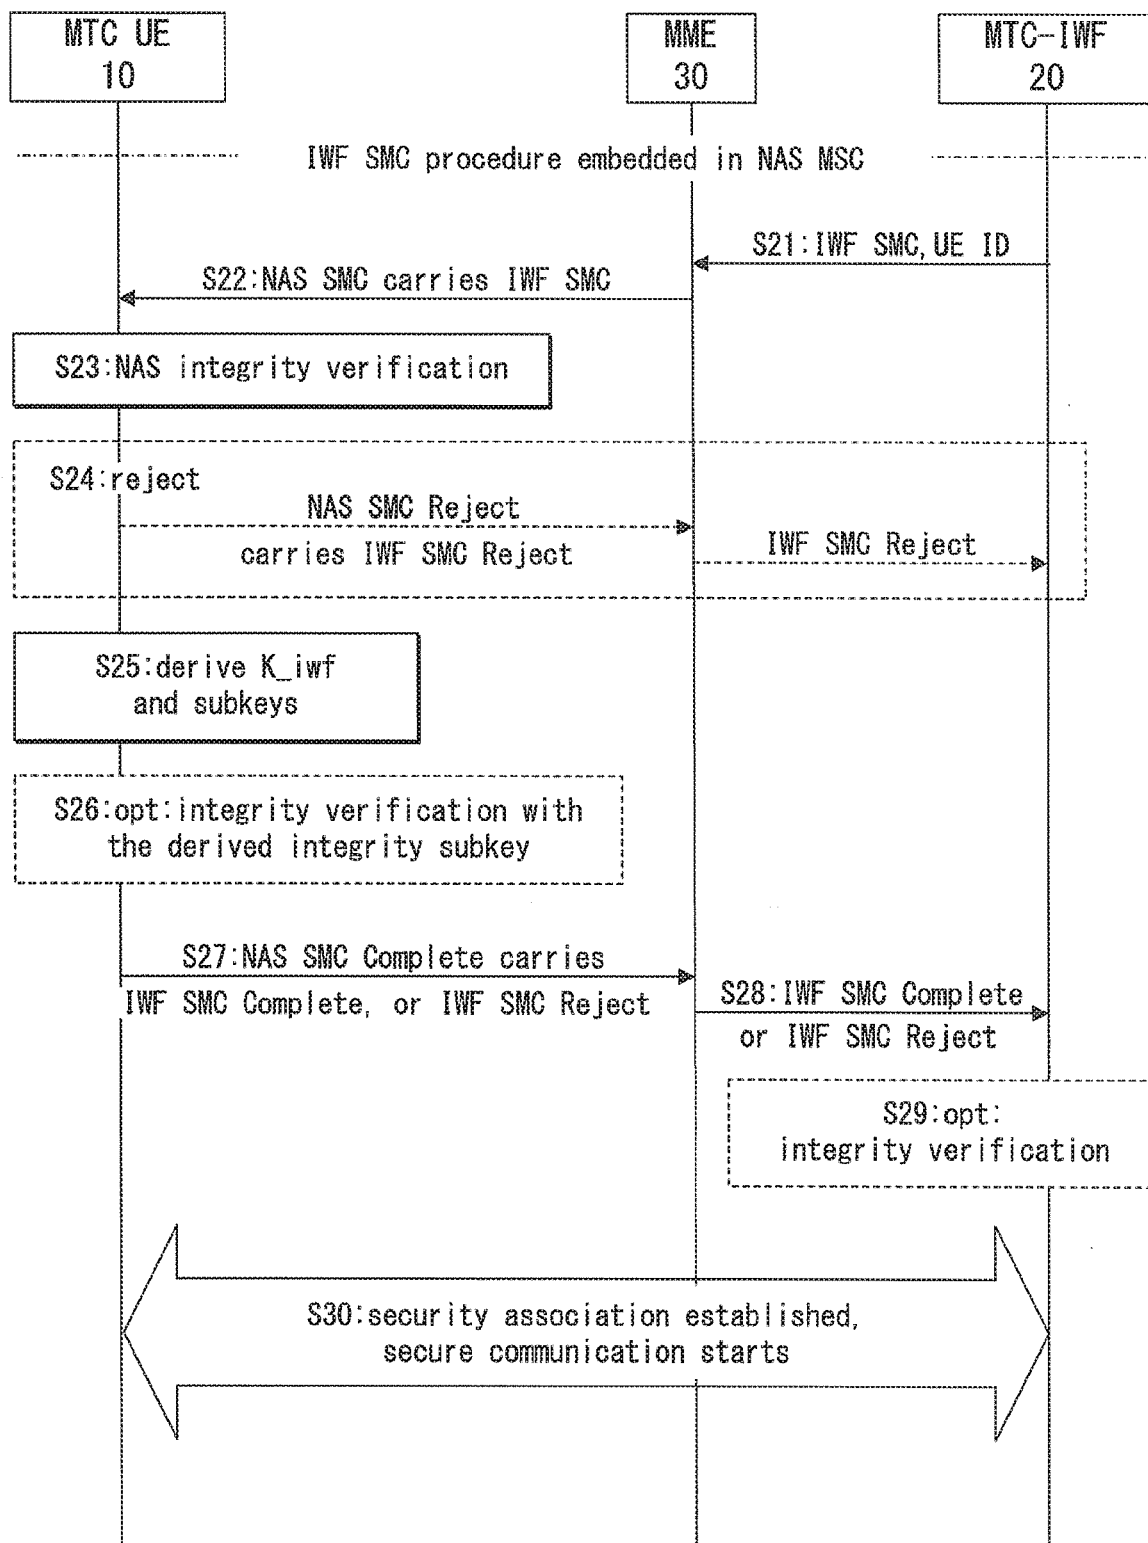 MTC UE
10
MME
30
MTC-IWF
20
IWF SMC procedure embedded in NAS MSC
S21:IWF SMC,UE ID
S22:NAS SMC carries IWF SMC
S23:NAS integrity verification
S24:reject
NAS SMC Reject
carries IWF SMC Reject
IWF SMC Reject
S25:derive K_iwf
and subkeys
S26:opt:integrity verification with
the derived integrity subkey
S27:NAS SMC Complete carries
IWF SMC Complete, or IWF SMC Reject
S28:IWF SMC Complete
or IWF SMC Reject
S29:opt:
integrity verification
S30:security association established,
secure communication starts